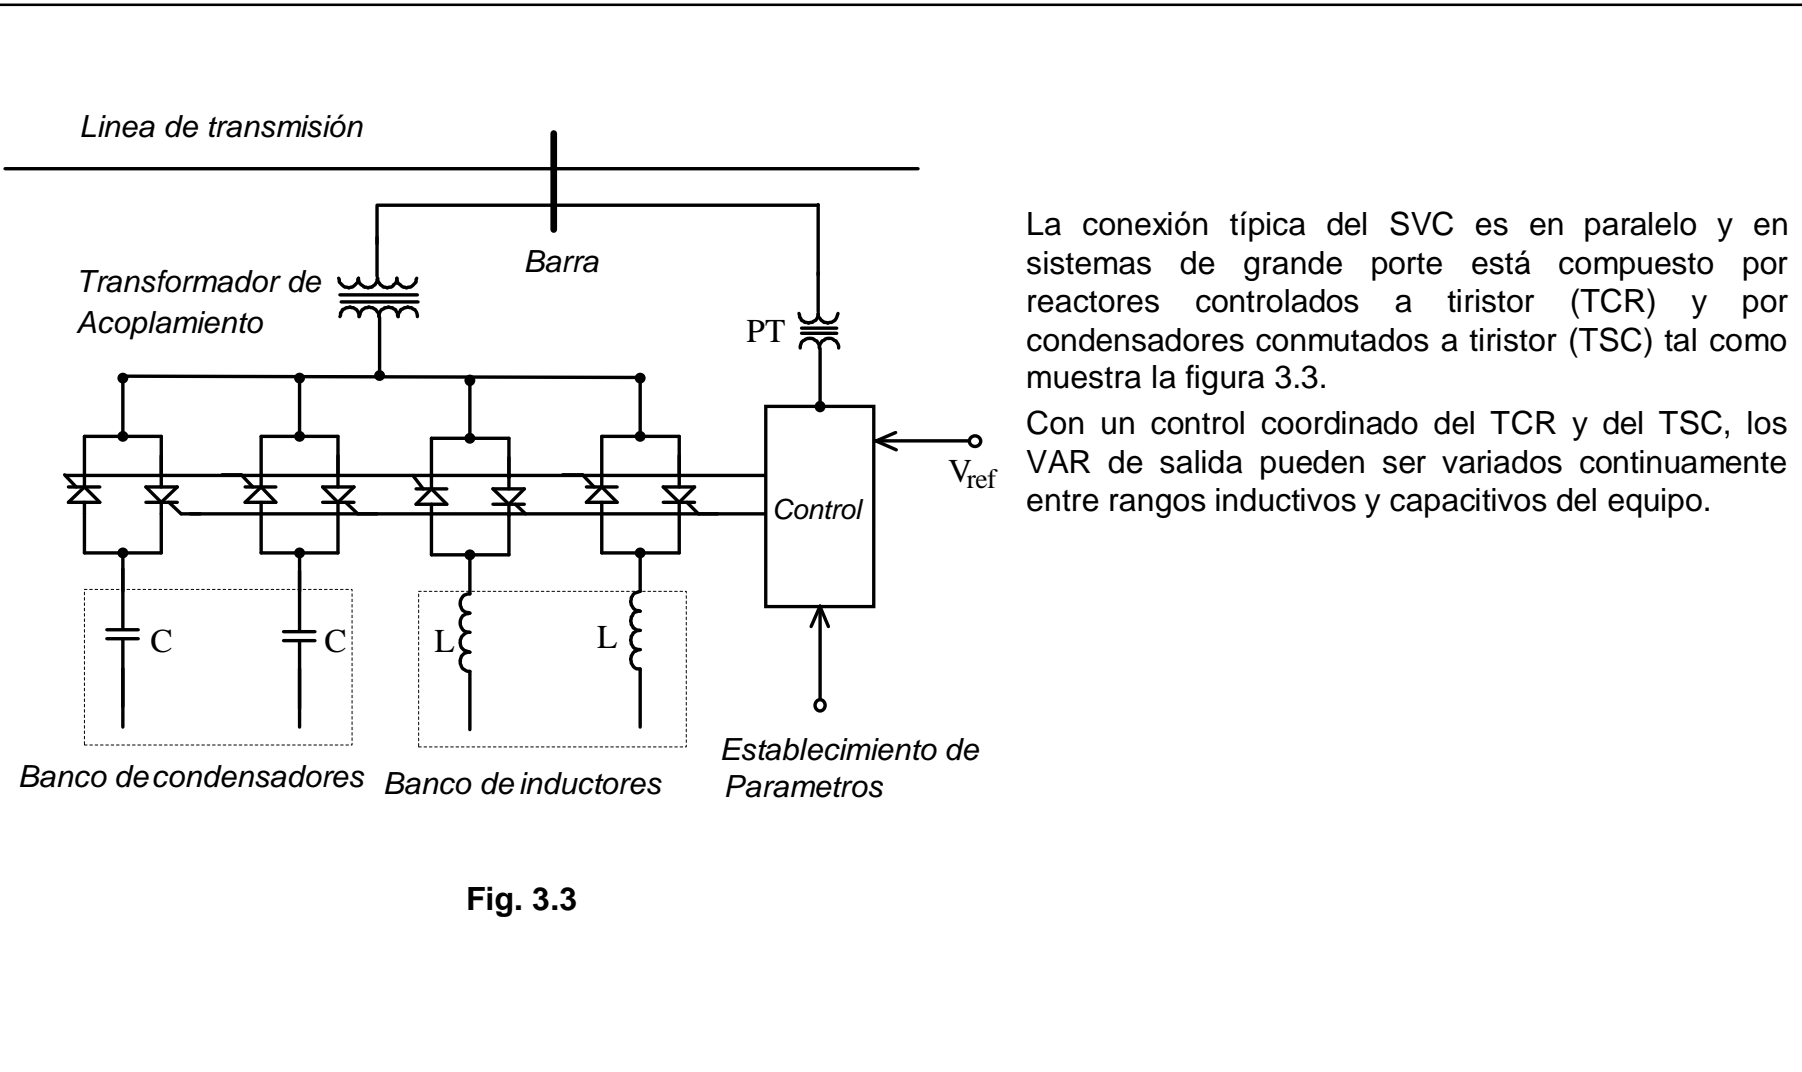 Linea de transmisión
Barra
Transformador de
Acoplamiento
PT
V_ref
Control
C
C
L
L
Banco de condensadores
Banco de inductores
Establecimiento de
Parametros
Fig. 3.3
La conexión típica del SVC es en paralelo y en
sistemas de grande porte está compuesto por
reactores controlados a tiristor (TCR) y por
condensadores conmutados a tiristor (TSC) tal como
muestra la figura 3.3.
Con un control coordinado del TCR y del TSC, los
VAR de salida pueden ser variados continuamente
entre rangos inductivos y capacitivos del equipo.